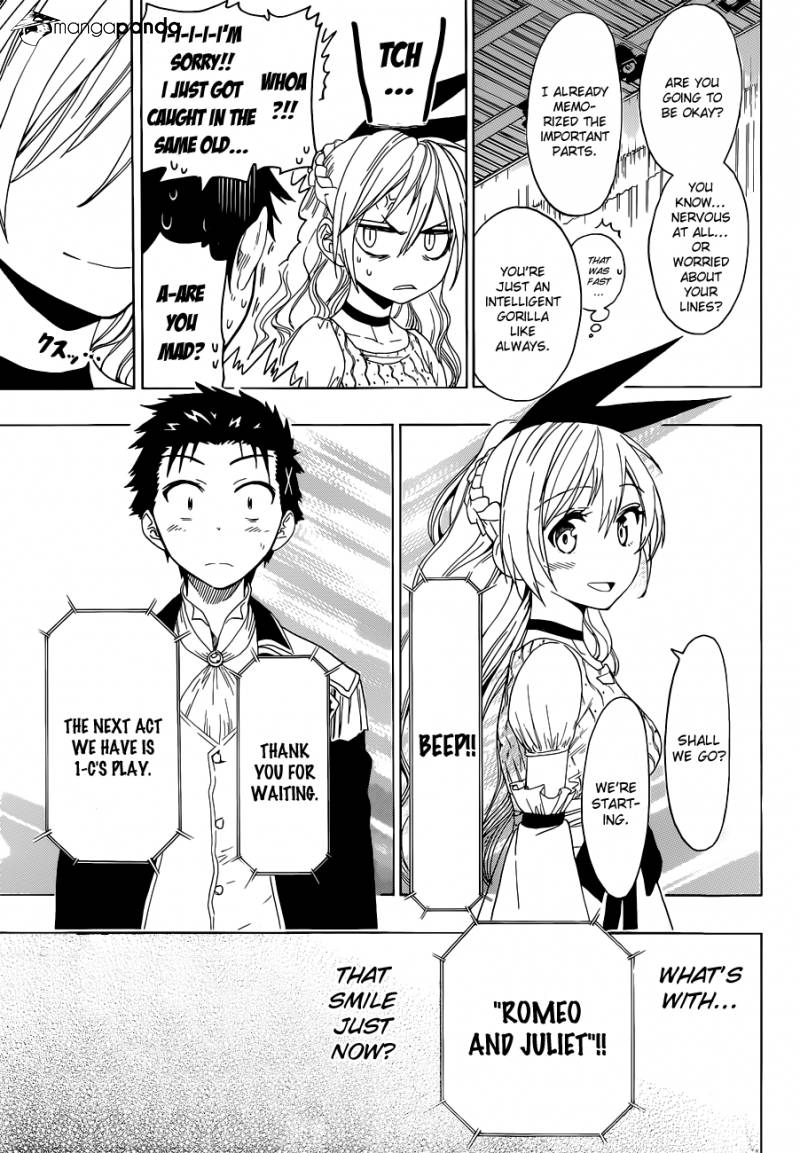 mangapanda
ARE YOU
GOING TO
BE OKAY?
YOU
KNOW...
NERVOUS
AT ALL...
OR
WORRIED
ABOUT
YOUR
LINES?
I ALREADY
MEMO-
RIZED THE
IMPORTANT
PARTS.
THAT
WAS
FAST
...
YOU'RE
JUST AN
INTELLIGENT
GORILLA
LIKE
ALWAYS.
TCH
...
WHOA
?!!
I-I-I-I-I'M
SORRY!!
I JUST GOT
CAUGHT IN THE
SAME OLD...
A-ARE
YOU
MAD?
クスッ...
SHALL
WE GO?
WE'RE
START-
ING.
BEEP!!
THANK
YOU FOR
WAITING.
THE NEXT ACT
WE HAVE IS
1-C'S PLAY.
"ROMEO
AND JULIET"!!
WHAT'S
WITH...
THAT
SMILE
JUST
NOW?